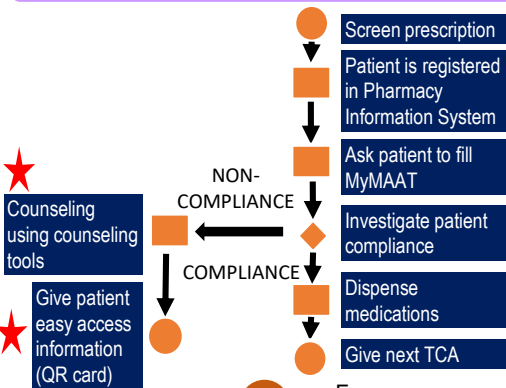 Screen prescription
Patient is registered
in Pharmacy
Information System
Ask patient to fill
MyMAAT
NON-
COMPLIANCE
Counseling
using counseling
tools
Investigate patient
compliance
COMPLIANCE
Dispense
medications
Give patient
easy access
information
(QR card)
Give next TCA